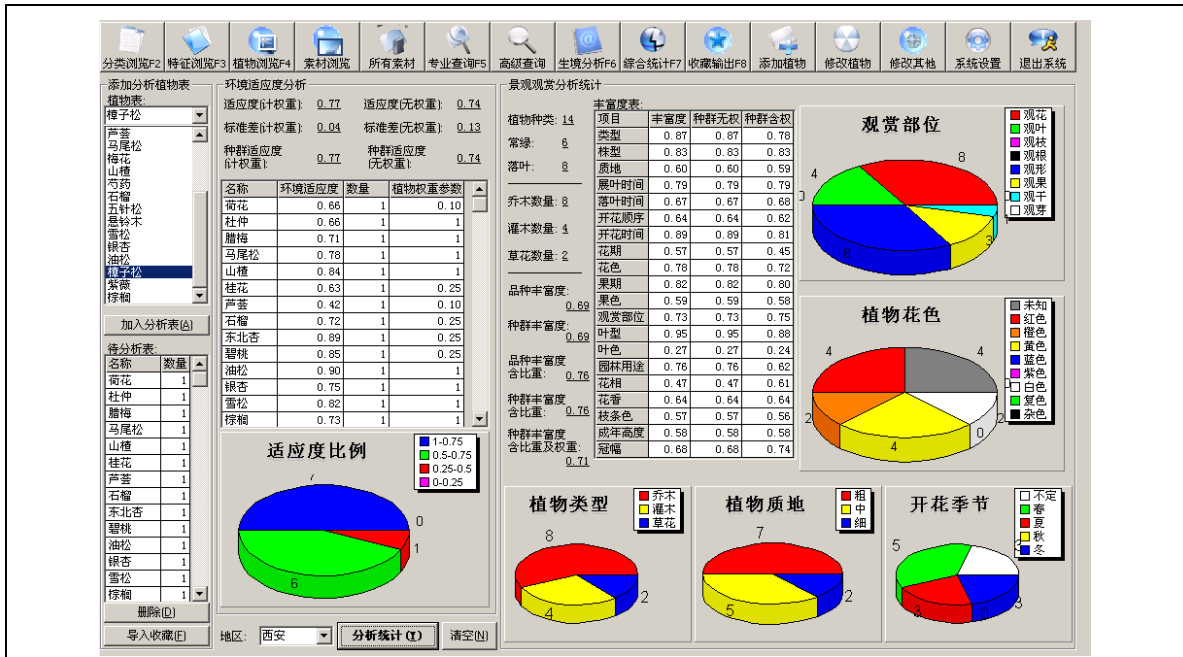 分类浏览F2 特征浏览F3 植物浏览F4 素材浏览 所有素材 专业查询F5 高级查询 生境分析F6 综合统计F7 收藏输出F8 添加植物 修改植物 修改其他 系统设置 退出系统
添加分析植物表
植物表:
樟子松
芦荟
马尾松
梅花
山楂
芍药
石榴
五针松
悬铃木
雪松
银杏
油松
樟子松
紫薇
棕榈
加入分析表(A)
待分析表:
名称 数量
荷花 1
杜仲 1
腊梅 1
马尾松 1
山楂 1
桂花 1
芦荟 1
石榴 1
东北杏 1
碧桃 1
油松 1
银杏 1
雪松 1
棕榈 1
删除(D)
导入收藏(F)
环境适应度分析
适应度(计权重): 0.77 适应度(无权重): 0.74
标准差(计权重): 0.04 标准差(无权重): 0.13
种群适应度
(计权重): 0.77
种群适应度
(无权重): 0.74
名称 环境适应度 数量 植物权重参数
荷花 0.66 1 0.10
杜仲 0.66 1 1
腊梅 0.71 1 1
马尾松 0.78 1 1
山楂 0.84 1 1
桂花 0.63 1 0.25
芦荟 0.42 1 0.10
石榴 0.72 1 0.25
东北杏 0.89 1 0.25
碧桃 0.85 1 0.25
油松 0.90 1 1
银杏 0.75 1 1
雪松 0.82 1 1
棕榈 0.73 1 1
适应度比例
1-0.75
0.5-0.75
0.25-0.5
0-0.25
7
0
1
6
地区: 西安 分析统计(T) 清空(N)
景观观赏分析统计
植物种类: 14
常绿: 6
落叶: 8
乔木数量: 8
灌木数量: 4
草花数量: 2
品种丰富度:
0.69
种群丰富度:
0.69
品种丰富度
含比重: 0.76
种群丰富度
含比重: 0.76
种群丰富度
含比重及权重:
0.71
丰富度表:
项目 丰富度 种群无权 种群含权
类型 0.87 0.87 0.78
株型 0.83 0.83 0.83
质地 0.60 0.60 0.59
展叶时间 0.79 0.79 0.79
落叶时间 0.67 0.67 0.68
开花顺序 0.64 0.64 0.62
开花时间 0.89 0.89 0.81
花期 0.57 0.57 0.45
花色 0.78 0.78 0.72
果期 0.82 0.82 0.80
果色 0.59 0.59 0.58
观赏部位 0.73 0.73 0.75
叶型 0.95 0.95 0.88
叶色 0.27 0.27 0.24
园林用途 0.76 0.76 0.62
花相 0.47 0.47 0.61
花香 0.64 0.64 0.64
枝条色 0.57 0.57 0.56
成年高度 0.58 0.58 0.58
冠幅 0.68 0.68 0.74
观赏部位
观花
观叶
观枝
观根
观形
观果
观干
观芽
8
4
1
3
8
植物花色
未知
红色
橙色
黄色
蓝色
紫色
白色
复色
杂色
4
4
2
2
0
4
植物类型
乔木
灌木
草花
8
2
4
植物质地
粗
中
细
7
2
5
开花季节
不定
春
夏
秋
冬
5
3
3
0
3